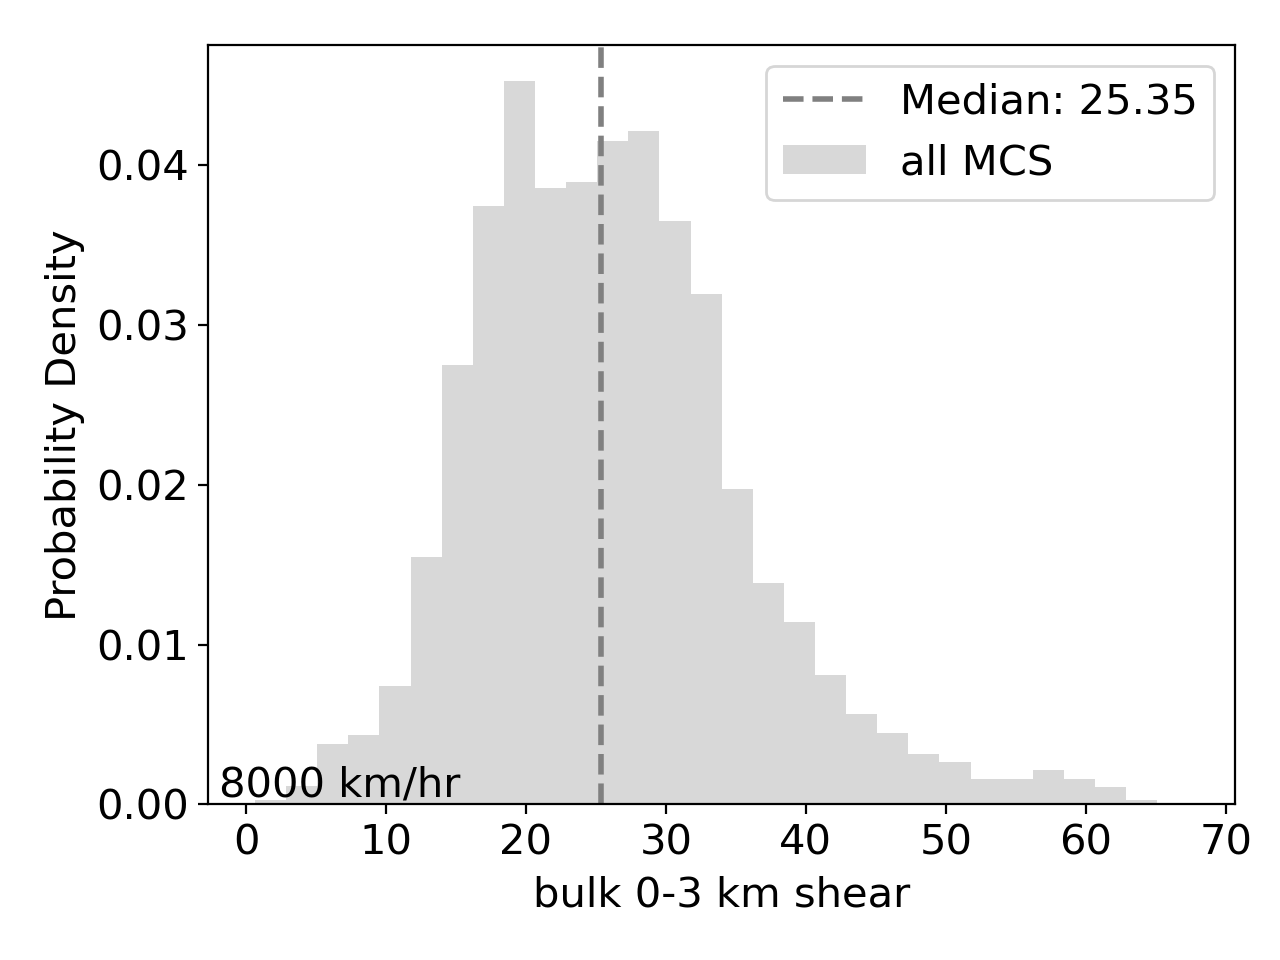 Median: 25.35
all MCS
Probability Density
0.04
0.03
0.02
0.01
0.00
8000 km/hr
0 10 20 30 40 50 60 70
bulk 0-3 km shear